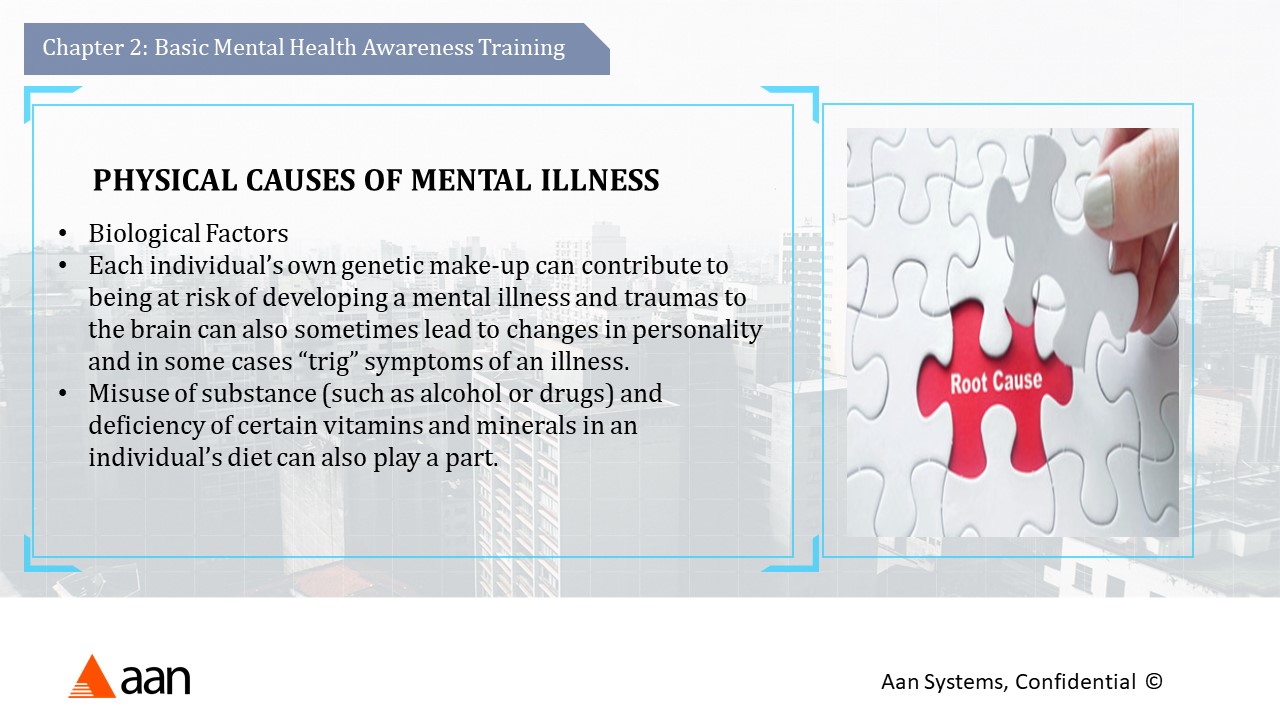 Chapter 2: Basic Mental Health Awareness Training
PHYSICAL CAUSES OF MENTAL ILLNESS
• Biological Factors
• Each individual’s own genetic make-up can contribute to
being at risk of developing a mental illness and traumas to
the brain can also sometimes lead to changes in personality
and in some cases “trig” symptoms of an illness.
• Misuse of substance (such as alcohol or drugs) and
deficiency of certain vitamins and minerals in an
individual’s diet can also play a part.
Root Cause
aan
Aan Systems, Confidential ©